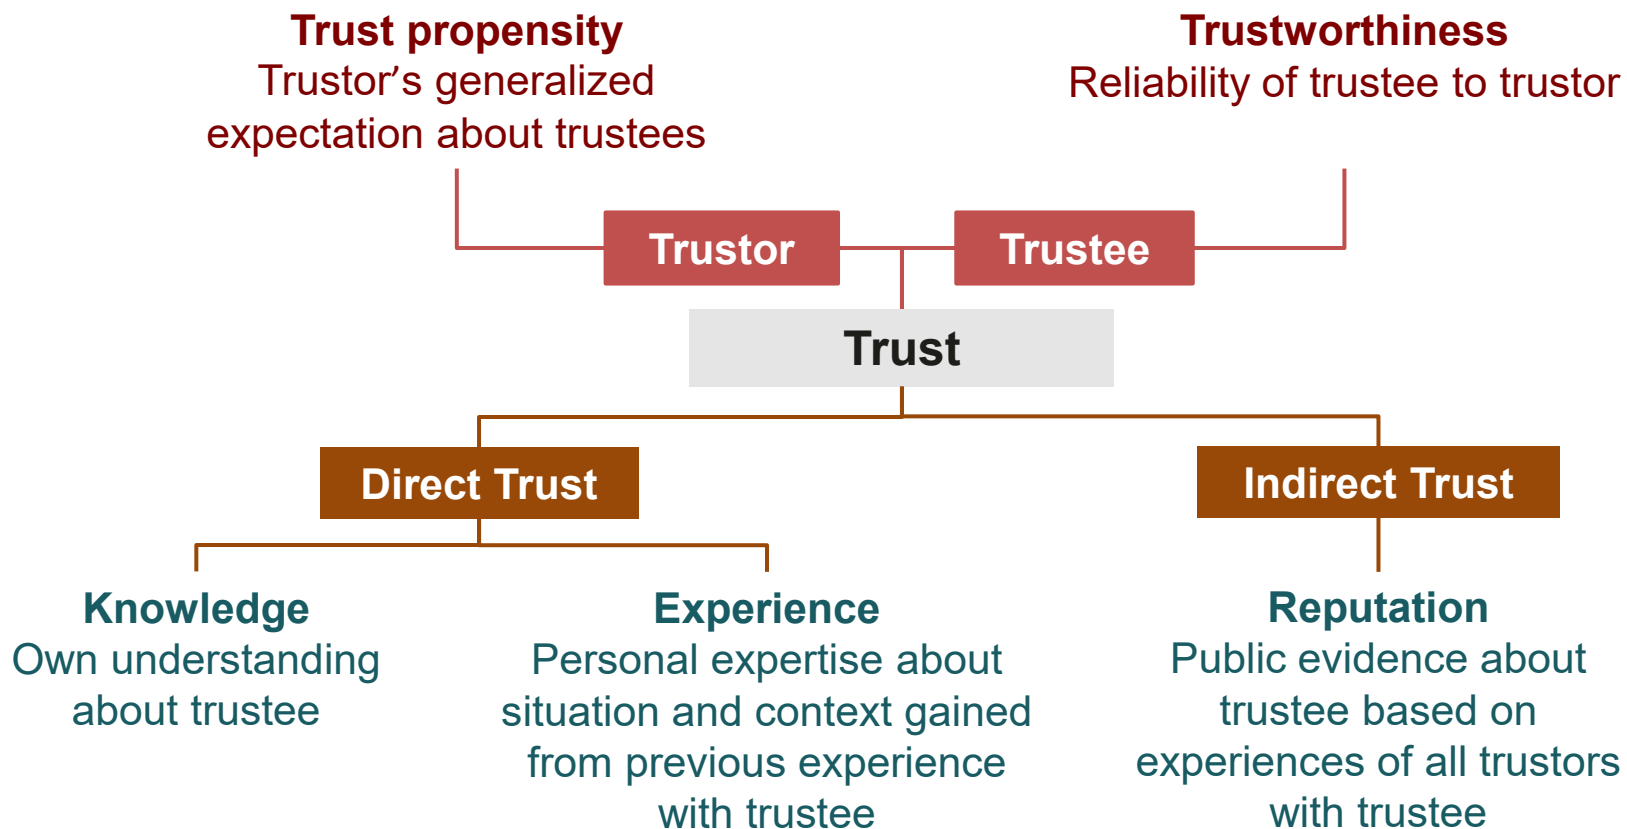 Trust propensity
Trustor’s generalized
expectation about trustees
Trustworthiness
Reliability of trustee to trustor
Trustor
Trustee
Trust
Direct Trust
Indirect Trust
Knowledge
Own understanding
about trustee
Experience
Personal expertise about
situation and context gained
from previous experience
with trustee
Reputation
Public evidence about
trustee based on
experiences of all trustors
with trustee